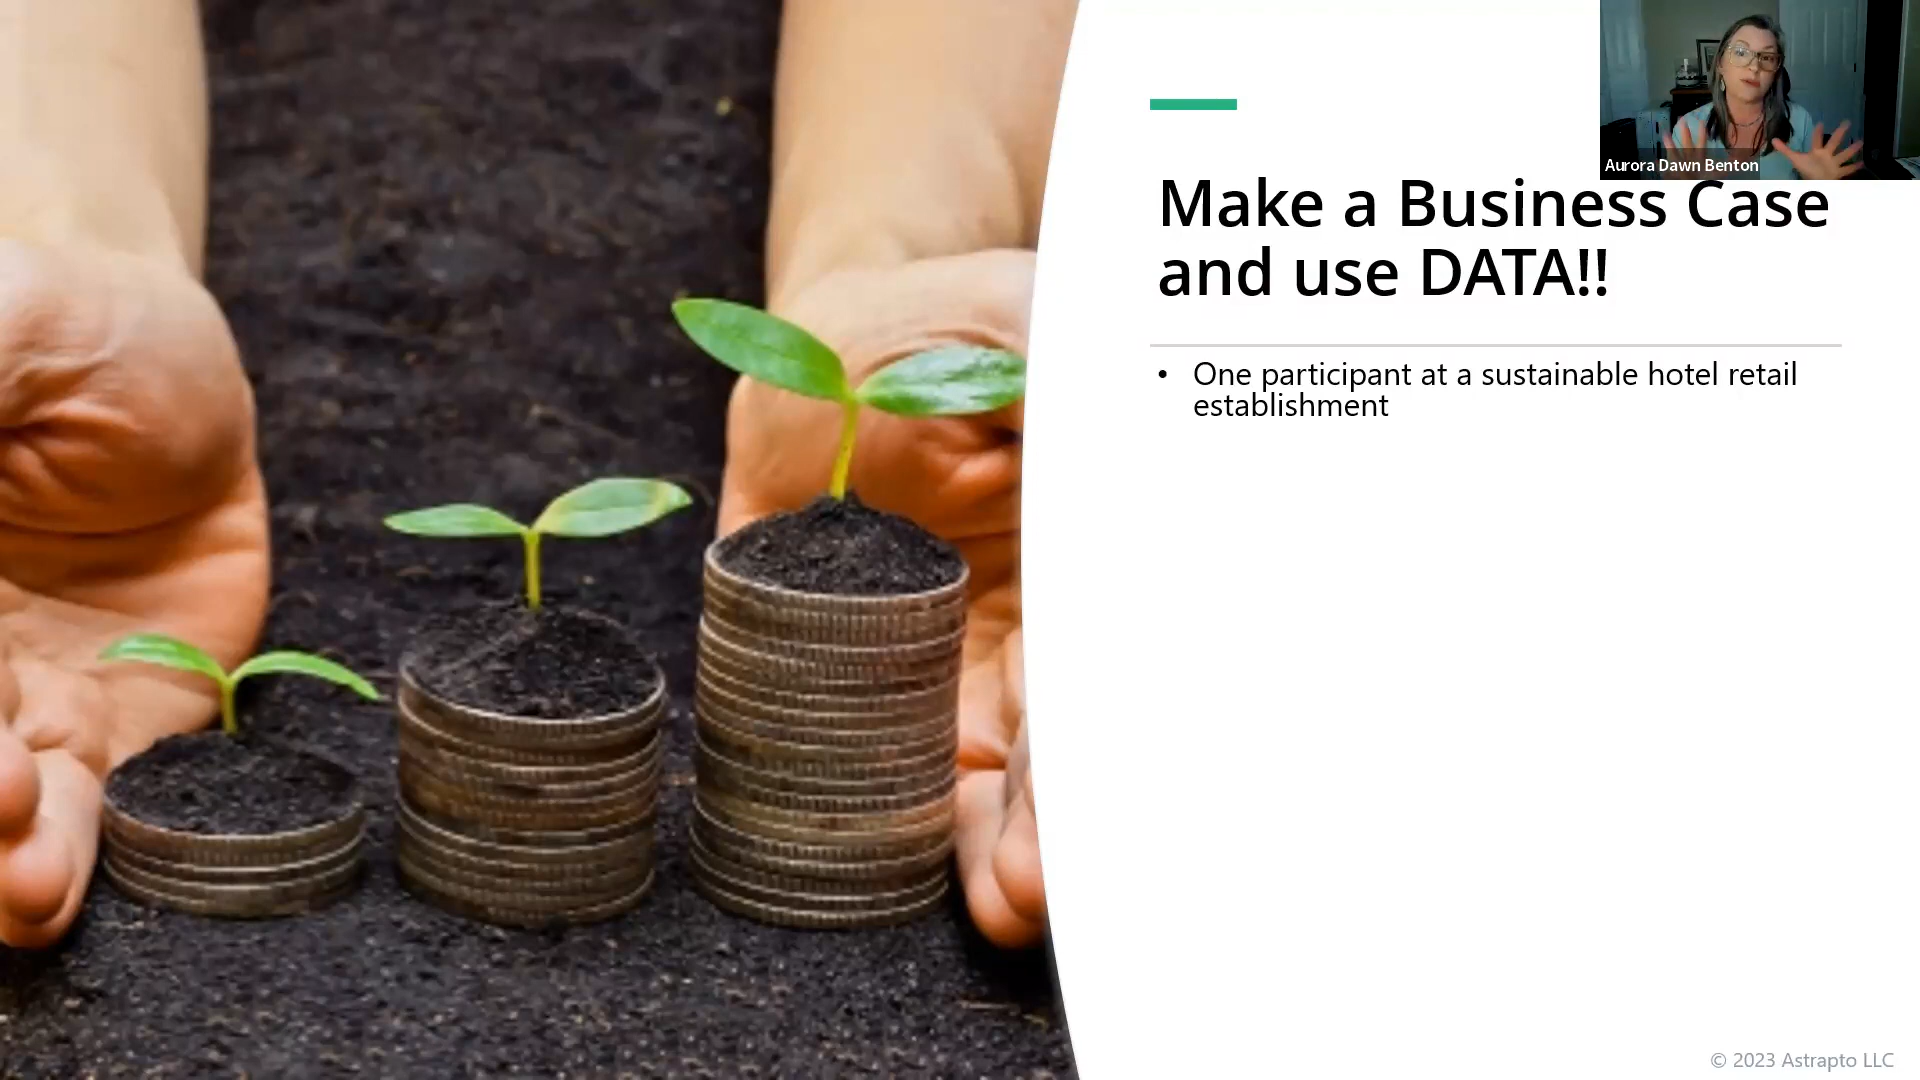 Aurora Dawn Benton
Make a Business Case
and use DATA!!
• One participant at a sustainable hotel retail
establishment
© 2023 Astrapto LLC